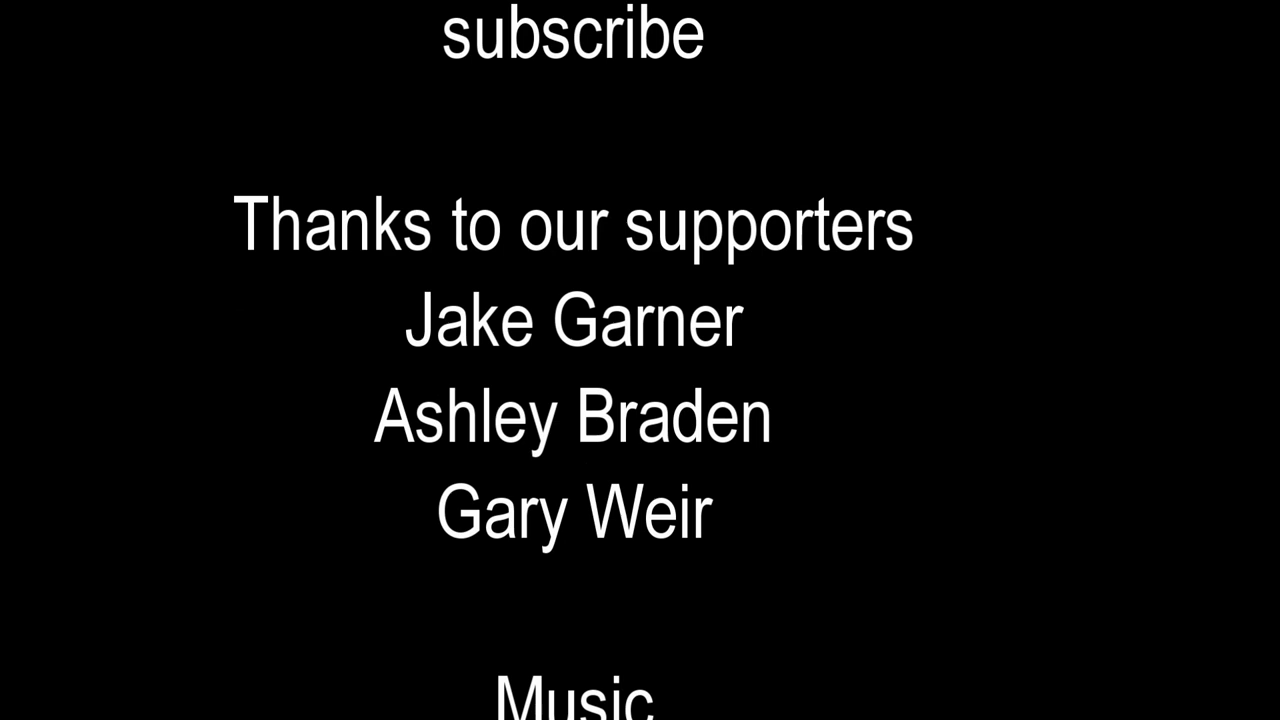 subscribe
Thanks to our supporters
Jake Garner
Ashley Braden
Gary Weir
Music